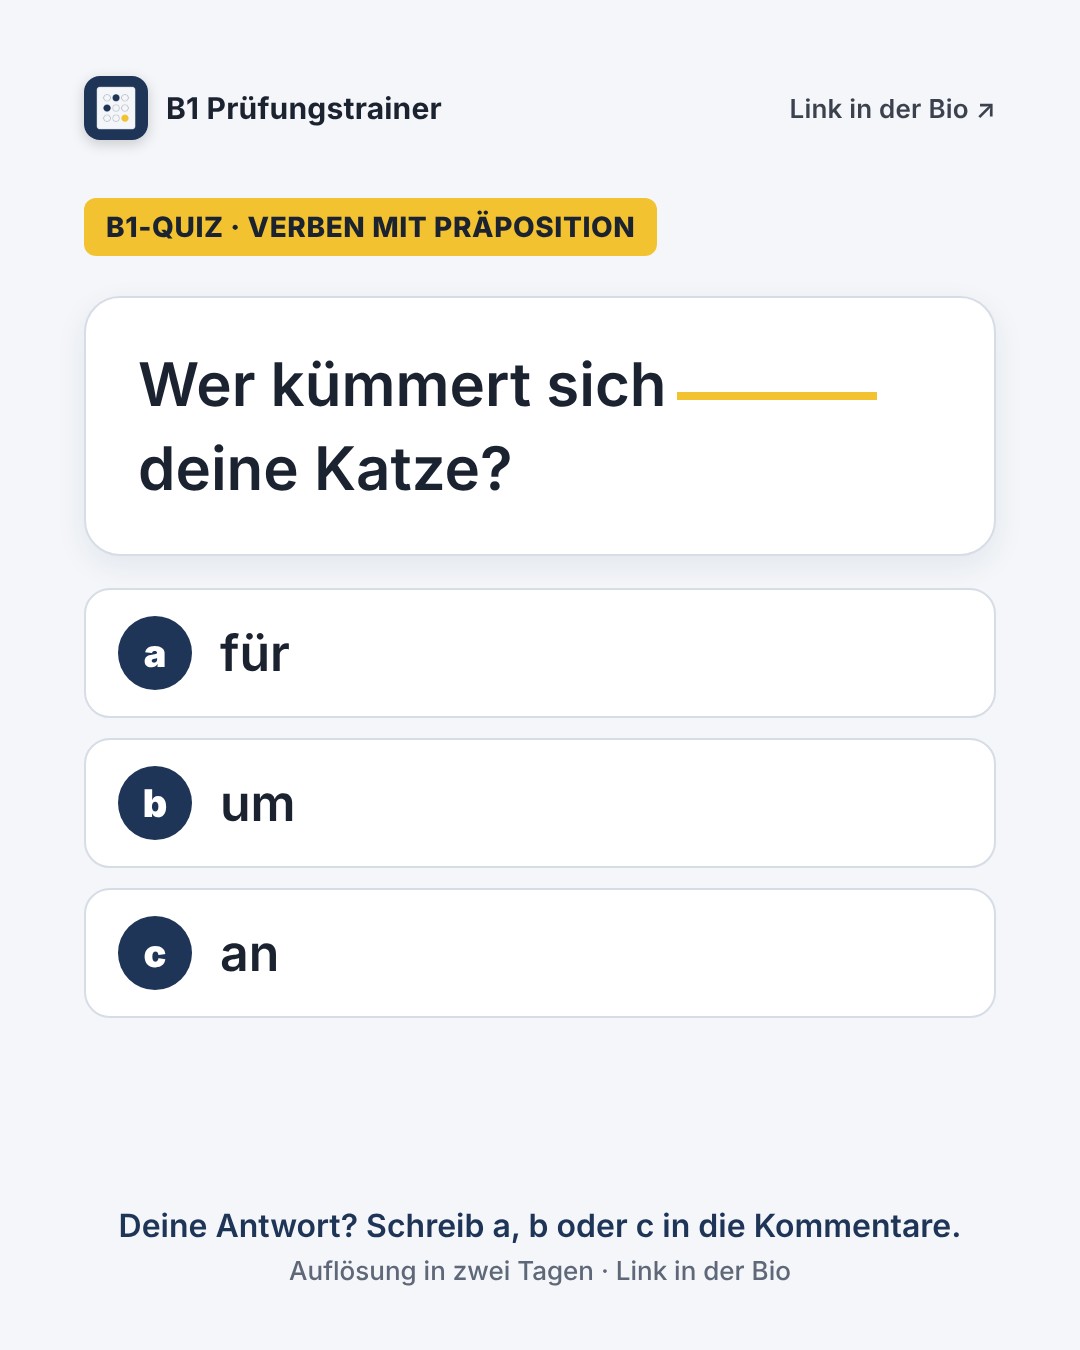 B1 Prüfungstrainer
Link in der Bio ↗
B1-QUIZ · VERBEN MIT PRÄPOSITION
Wer kümmert sich ______
deine Katze?
a für
b um
c an
Deine Antwort? Schreib a, b oder c in die Kommentare.
Auflösung in zwei Tagen · Link in der Bio